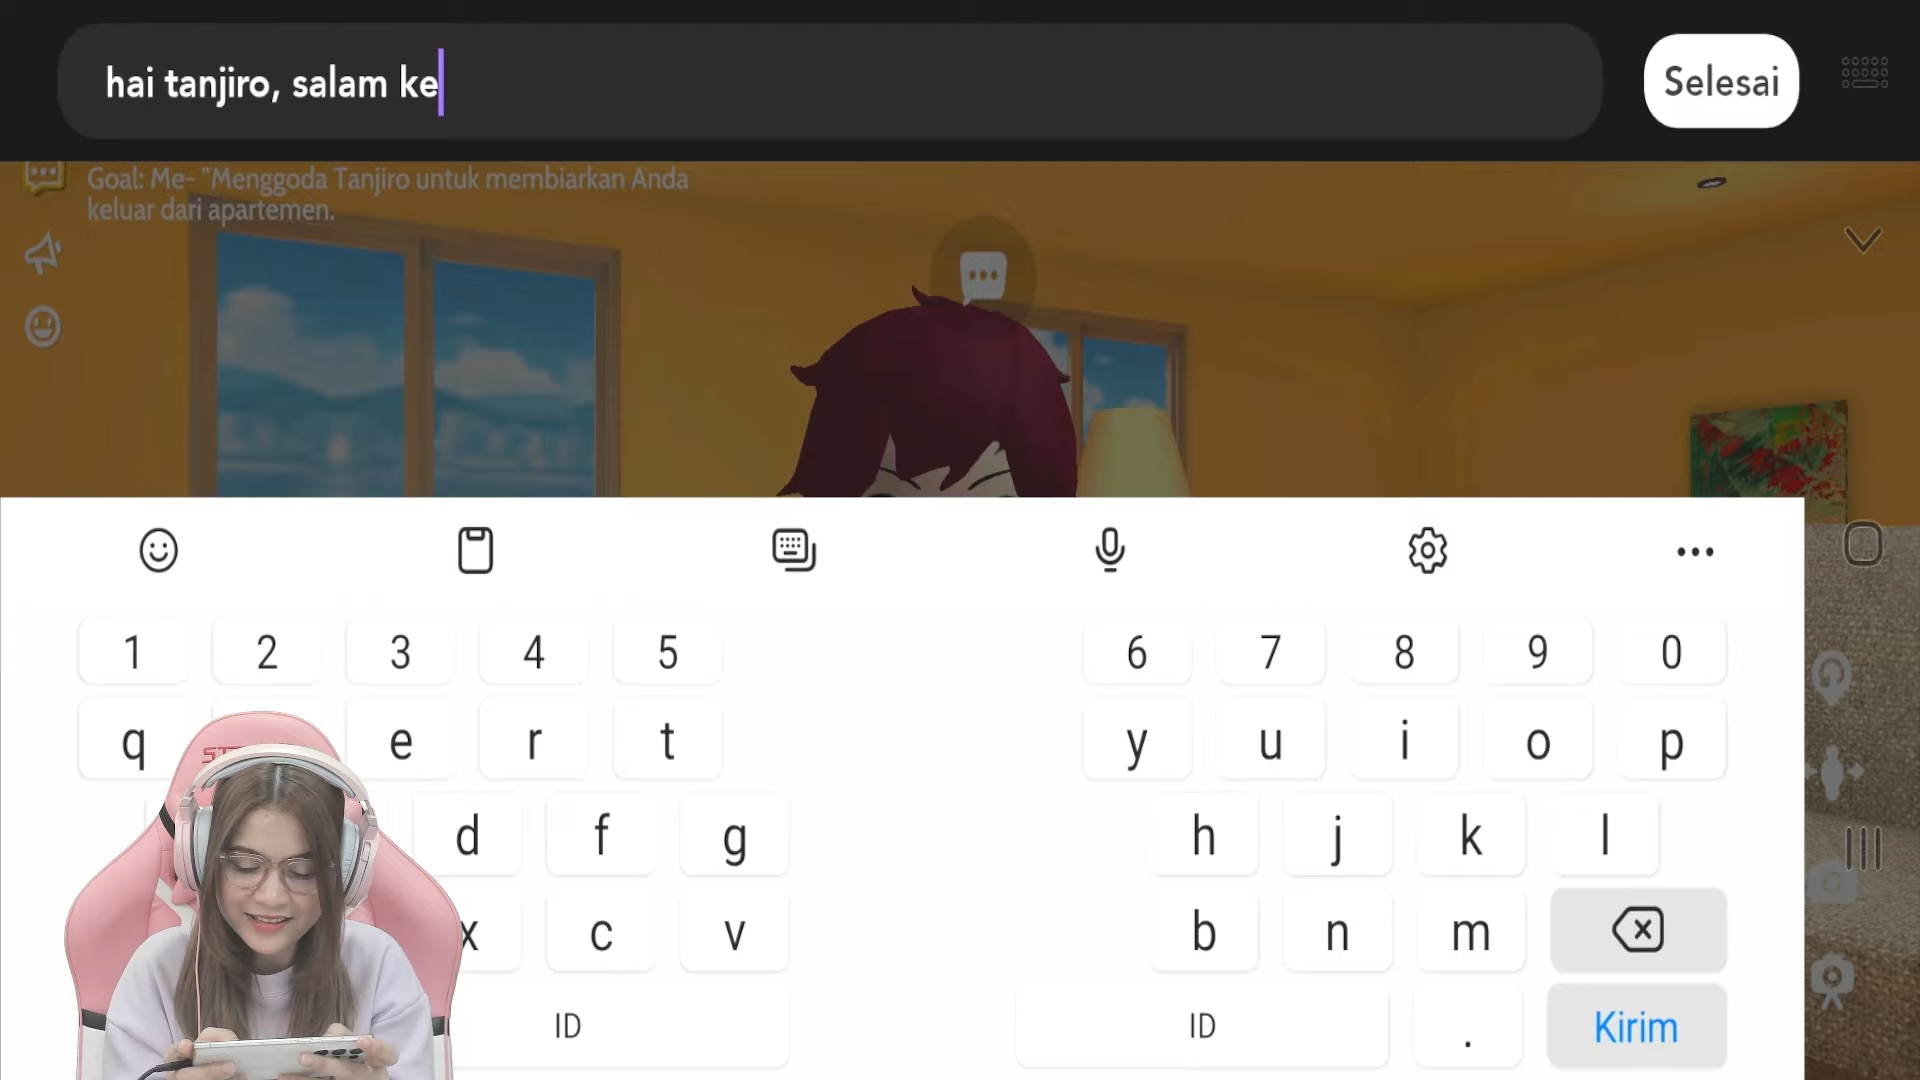 hai tanjiro, salam ke
Selesai
Goal: Me- "Menggoda Tanjiro untuk membiarkan Anda
keluar dari apartemen.
1 2 3 4 5 6 7 8 9 0
q e r t y u i o p
d f g h j k l
x c v b n m
ID ID . Kirim